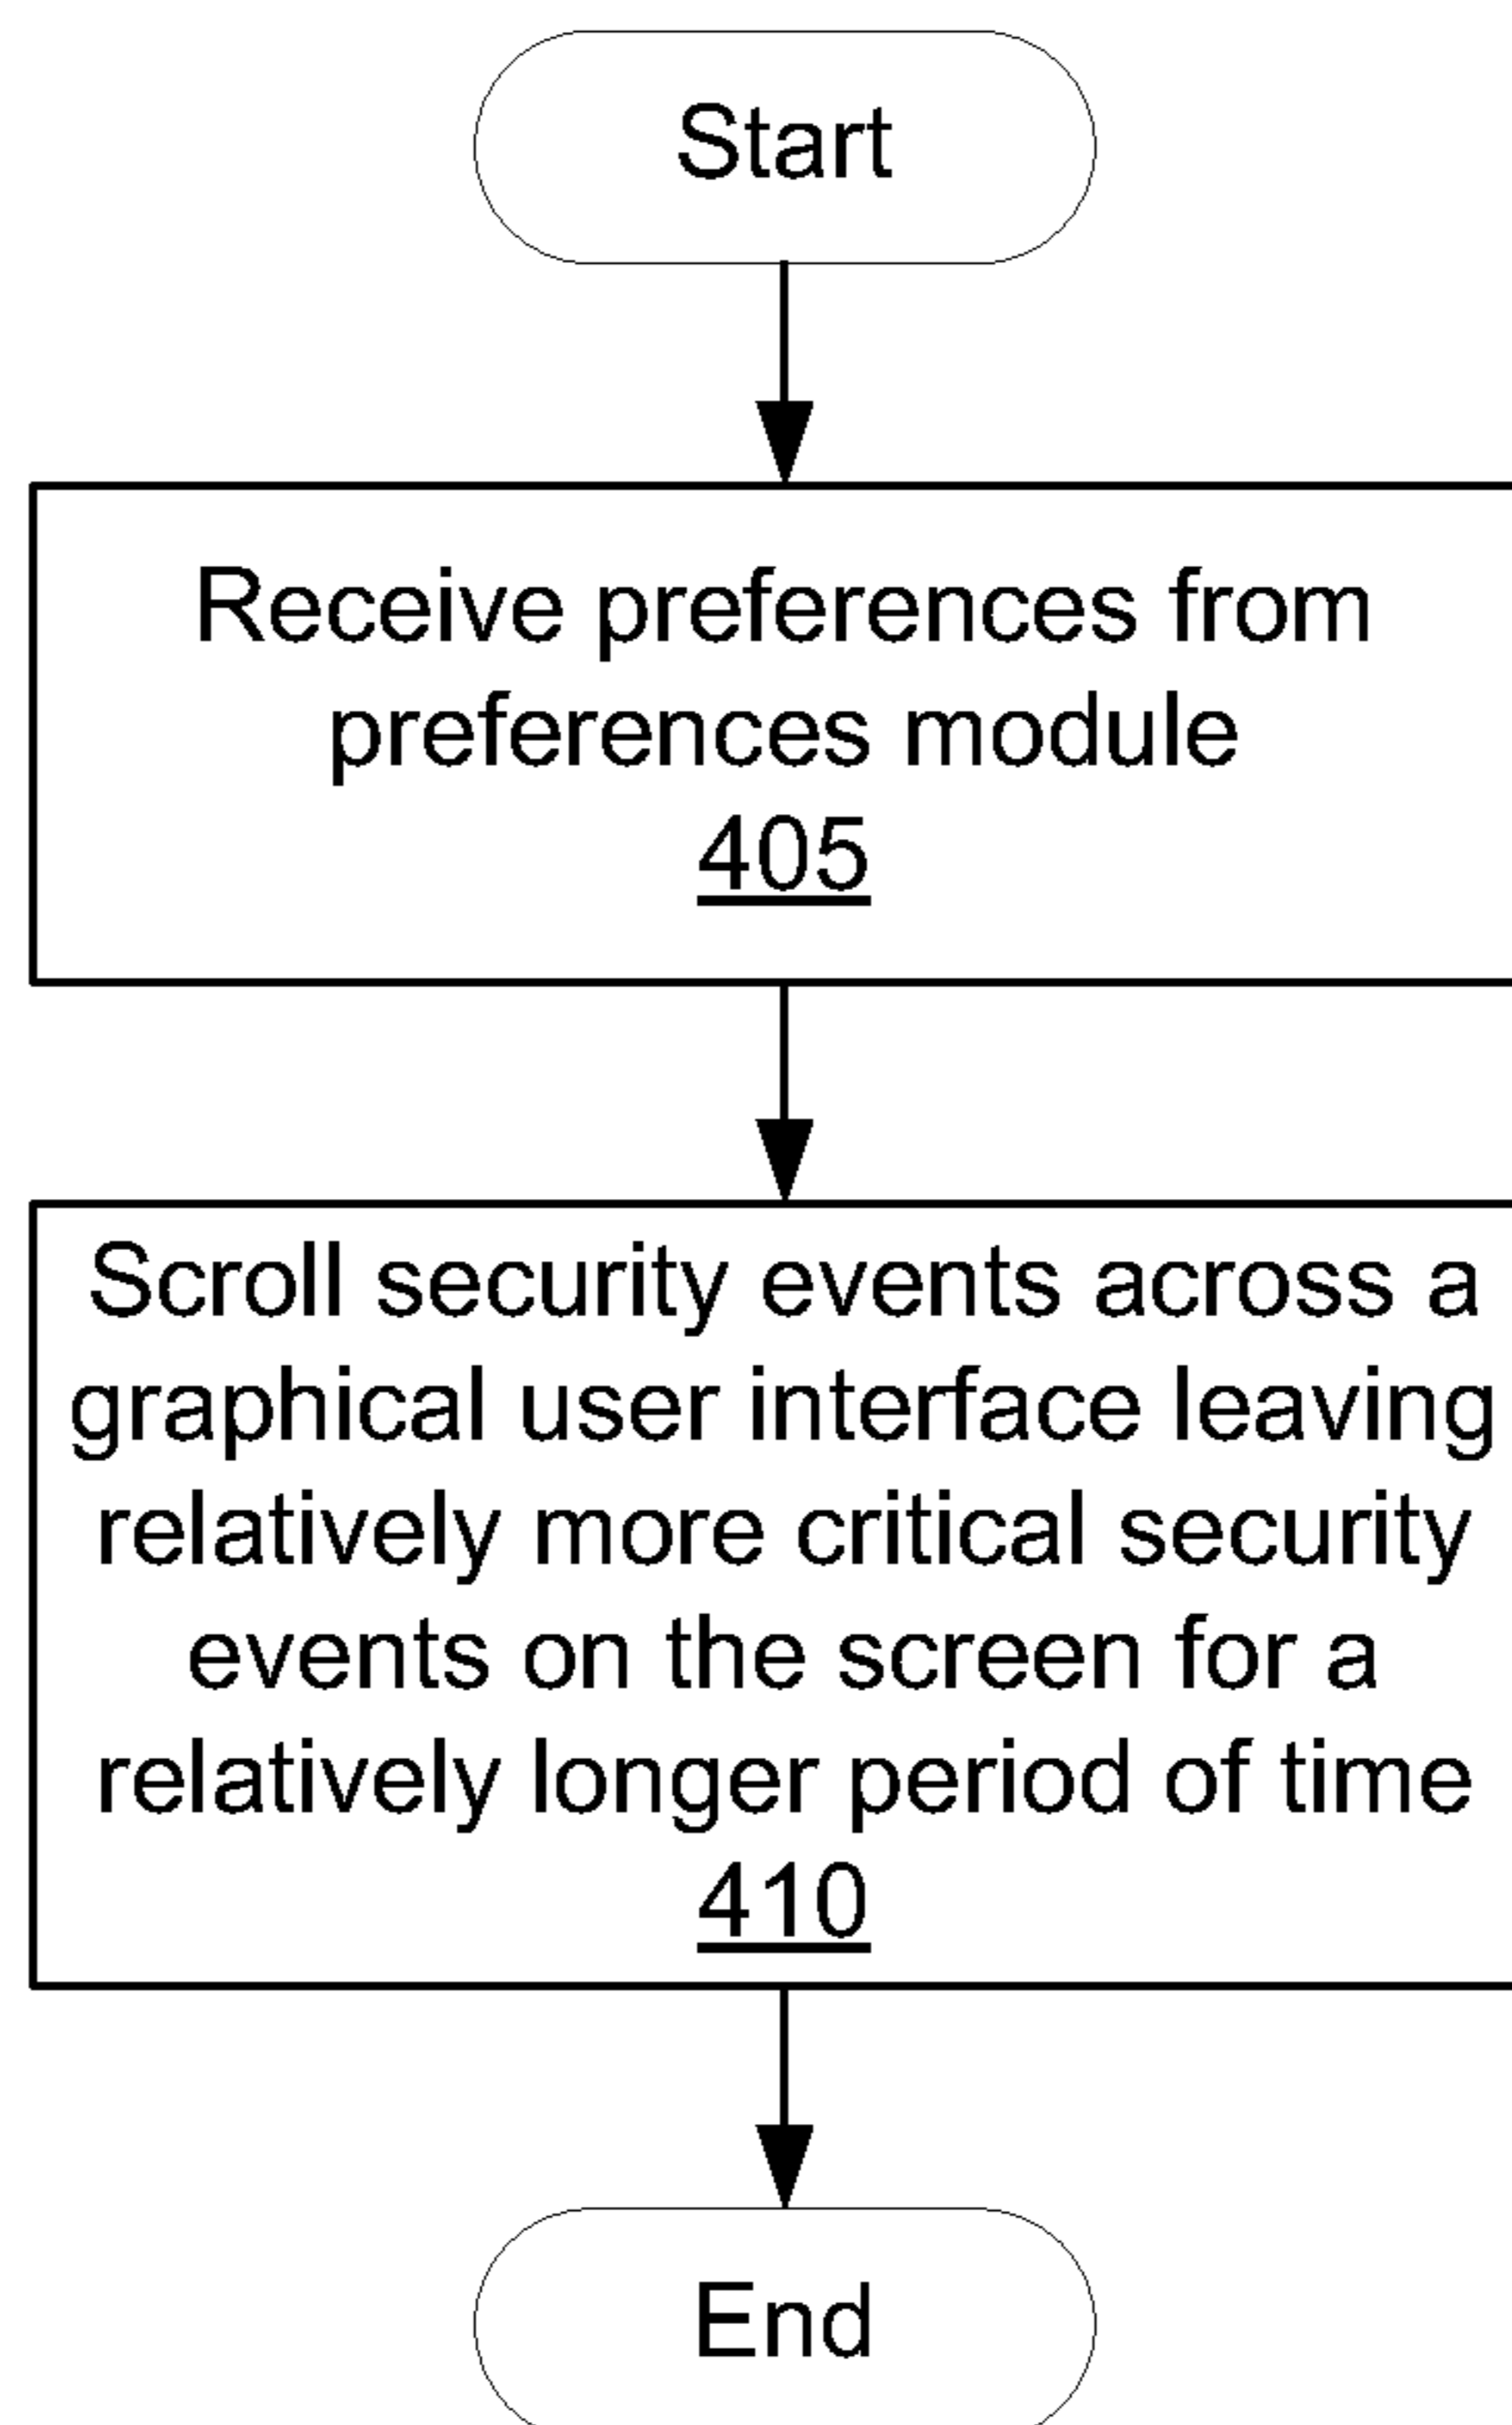 Start
Receive preferences from
preferences module
405
Scroll security events across a
graphical user interface leaving
relatively more critical security
events on the screen for a
relatively longer period of time
410
End